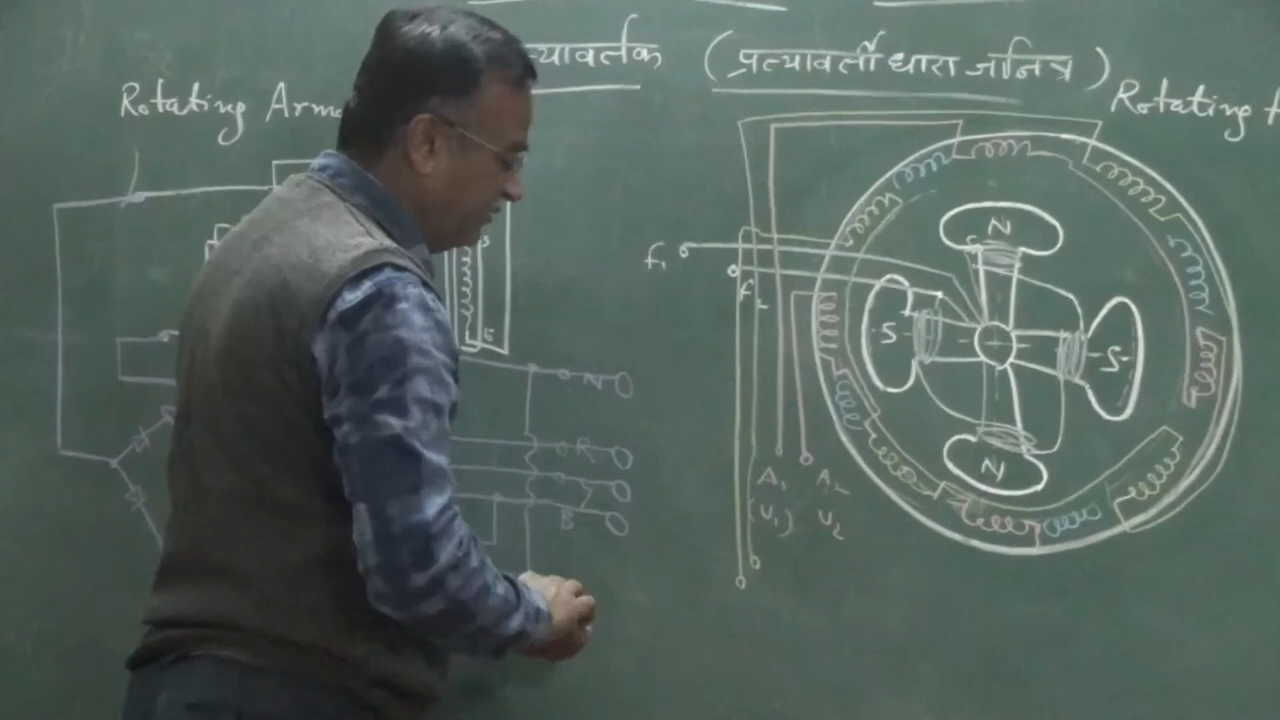 ्यावर्तक (प्रत्यावर्ती धारा जनित्र)
Rotating Arm
Rotating f
N
f₁
f₂
S
S
N
S
E
N
R
Y
B
A₁ A₂
(U₁) U₂